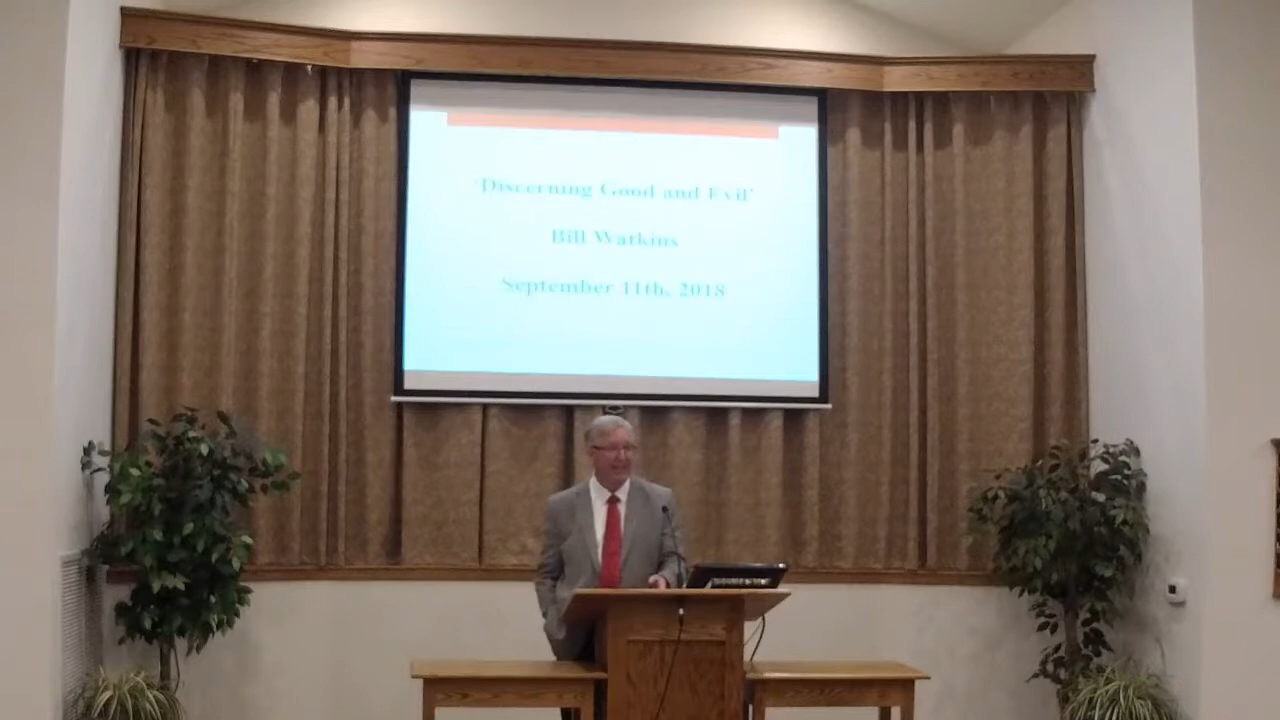 'Discerning Good and Evil'
Bill Watkins
September 11th, 2018